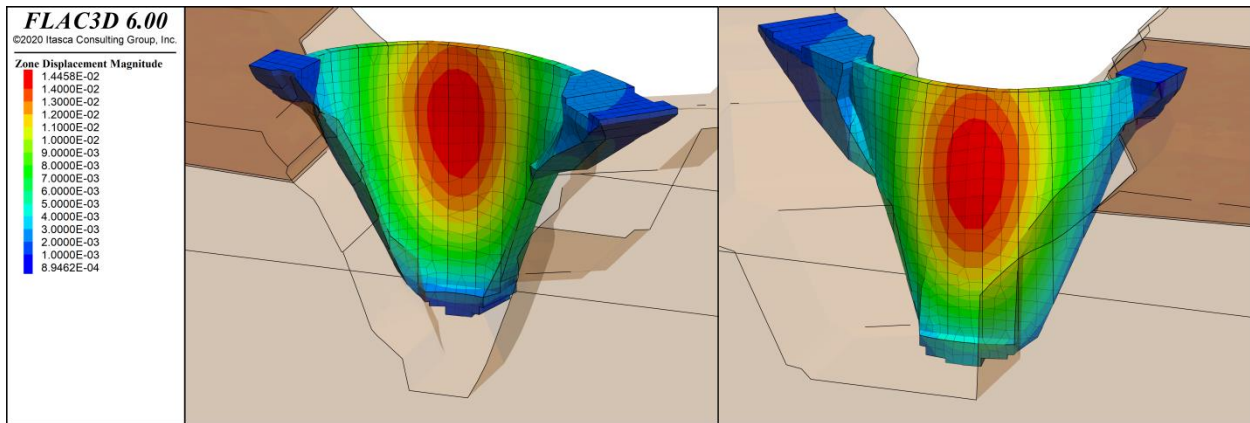 FLAC3D 6.00
©2020 Itasca Consulting Group, Inc.
Zone Displacement Magnitude
1.4458E-02
1.4000E-02
1.3000E-02
1.2000E-02
1.1000E-02
1.0000E-02
9.0000E-03
8.0000E-03
7.0000E-03
6.0000E-03
5.0000E-03
4.0000E-03
3.0000E-03
2.0000E-03
1.0000E-03
8.9462E-04